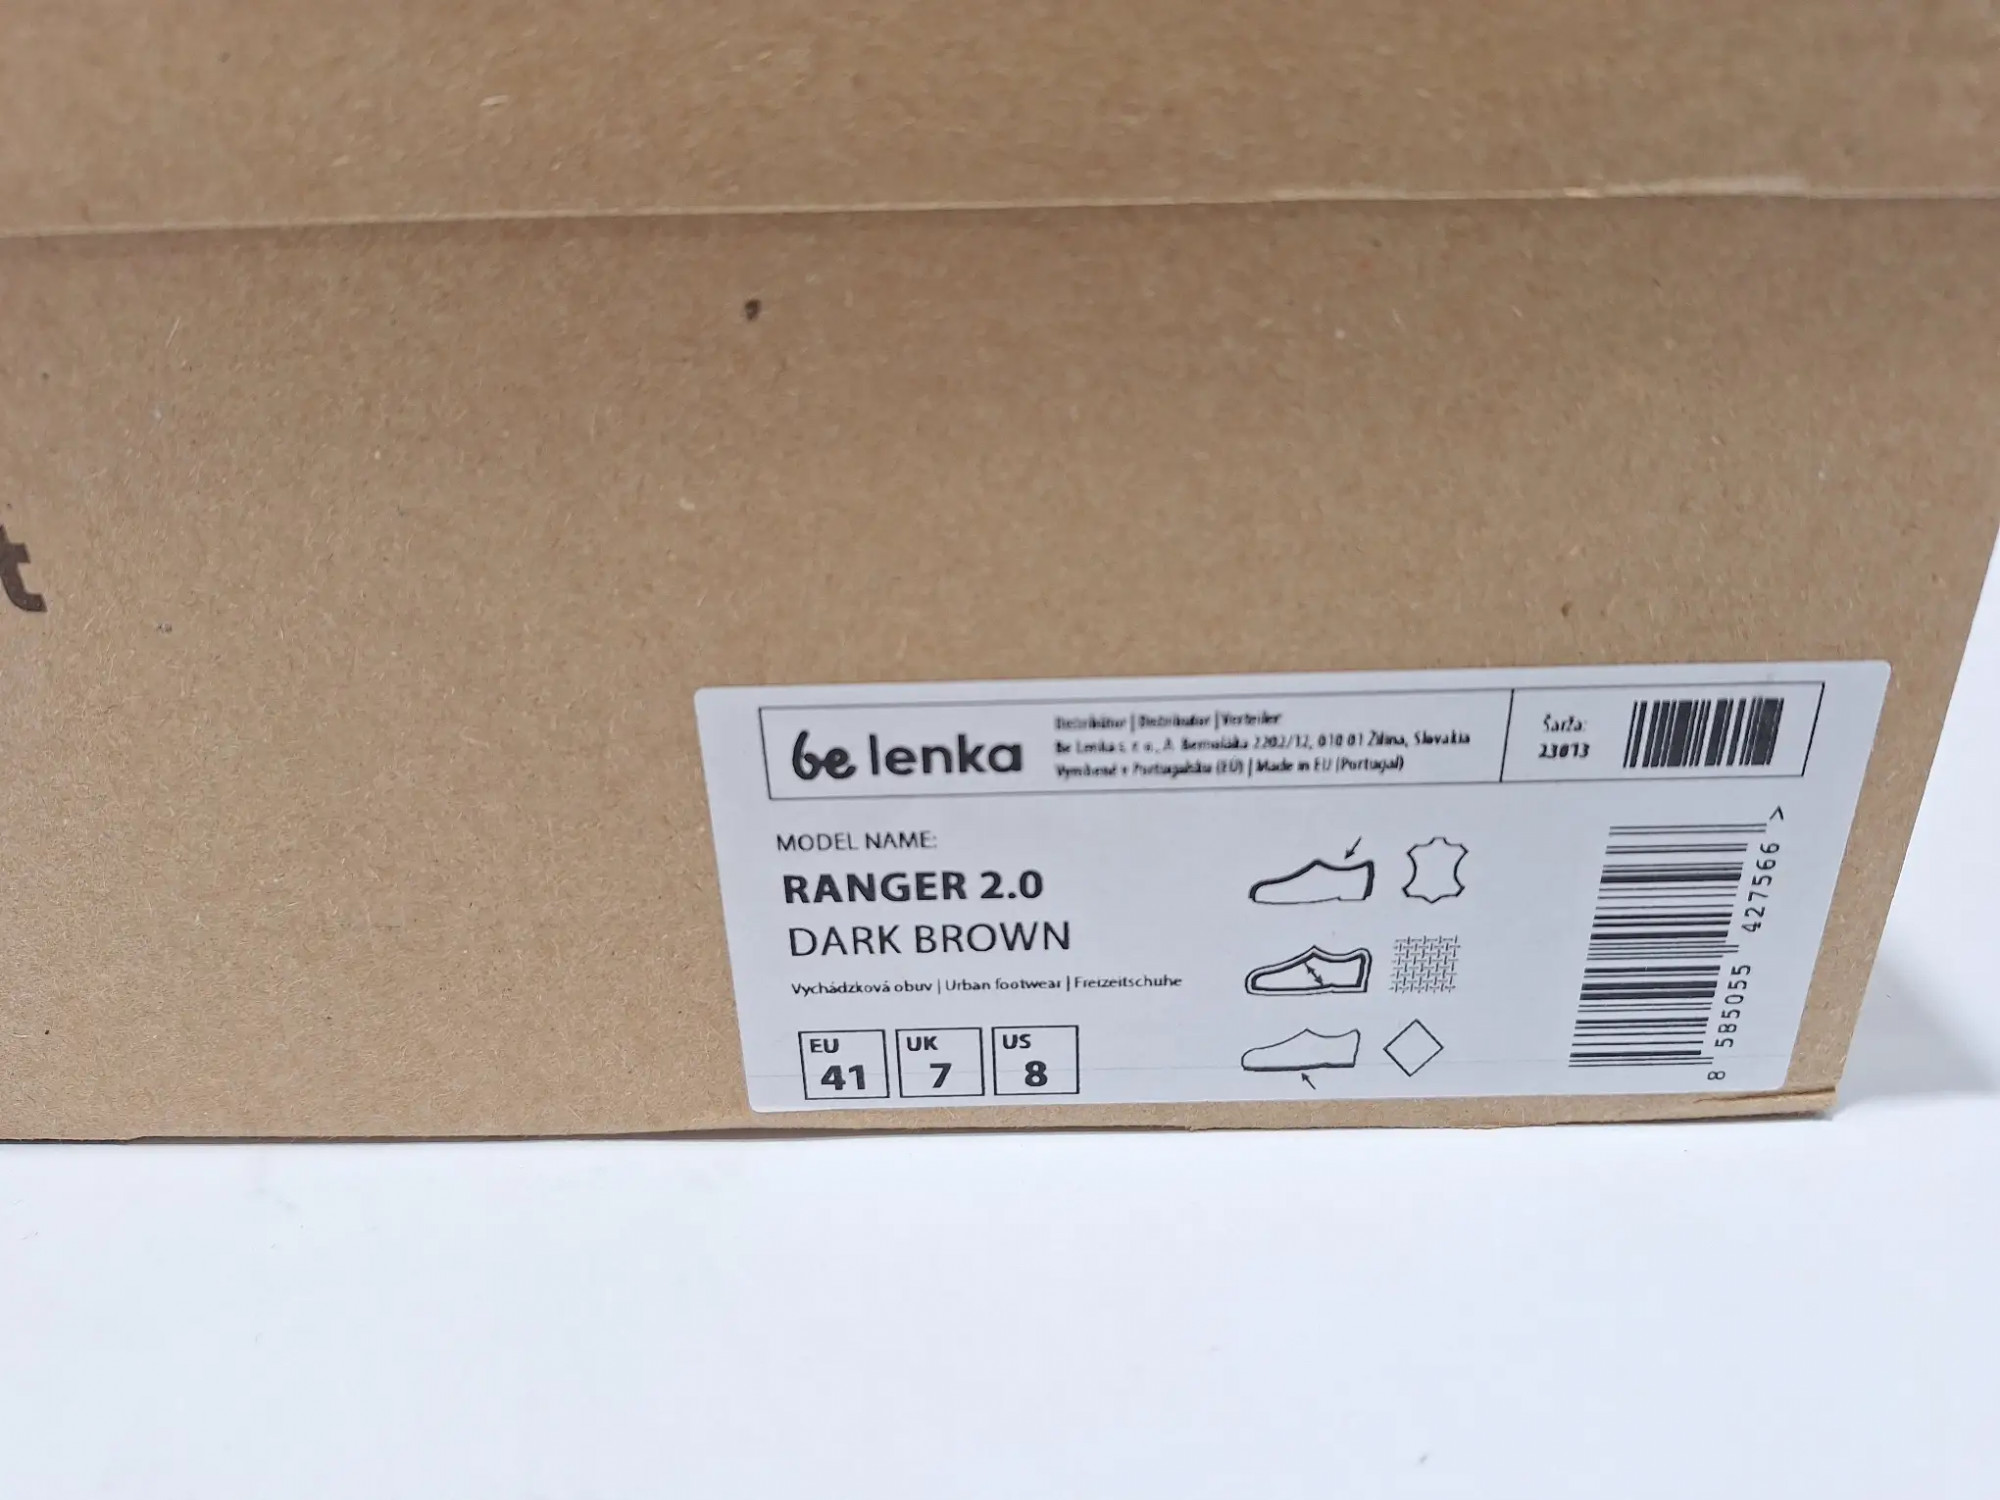 t
be lenka
Distribútor | Distributor | Verteiler
Be Lenka s. r. o., A. Bernoláka 2202/12, 010 01 Žilina, Slovakia
Vyrobené v Portugalsku (EÚ) | Made in EU (Portugal)
Šarža:
23013
MODEL NAME:
RANGER 2.0
DARK BROWN
Vychádzková obuv | Urban footwear | Freizeitschuhe
EU
41
UK
7
US
8
8 585055 427566 >